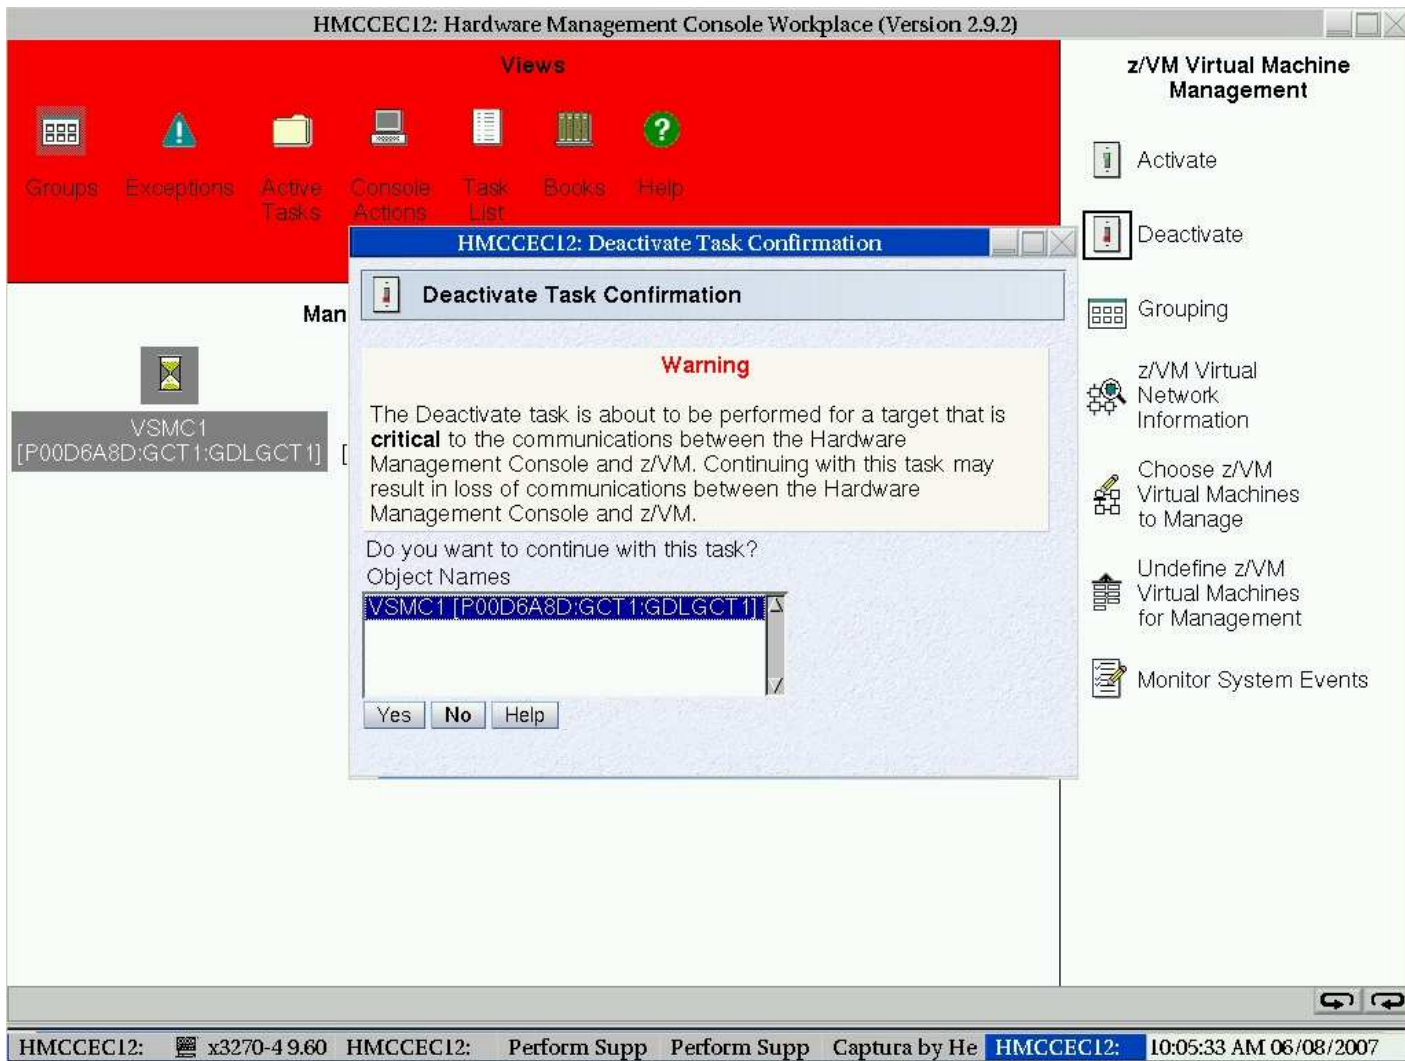 HMCCEC12: Hardware Management Console Workplace (Version 2.9.2)
Views
Groups
Exceptions
Active
Tasks
Console
Actions
Task
List
Books
Help
Man
VSMC1
[P00D6A8D:GCT1:GDLGCT1]
[
HMCCEC12: Deactivate Task Confirmation
Deactivate Task Confirmation
Warning
The Deactivate task is about to be performed for a target that is
critical to the communications between the Hardware
Management Console and z/VM. Continuing with this task may
result in loss of communications between the Hardware
Management Console and z/VM.
Do you want to continue with this task?
Object Names
VSMC1 [P00D6A8D:GCT1:GDLGCT1]
Yes
No
Help
z/VM Virtual Machine
Management
Activate
Deactivate
Grouping
z/VM Virtual
Network
Information
Choose z/VM
Virtual Machines
to Manage
Undefine z/VM
Virtual Machines
for Management
Monitor System Events
HMCCEC12: x3270-4 9.60 HMCCEC12: Perform Supp Perform Supp Captura by He HMCCEC12: 10:05:33 AM 06/08/2007